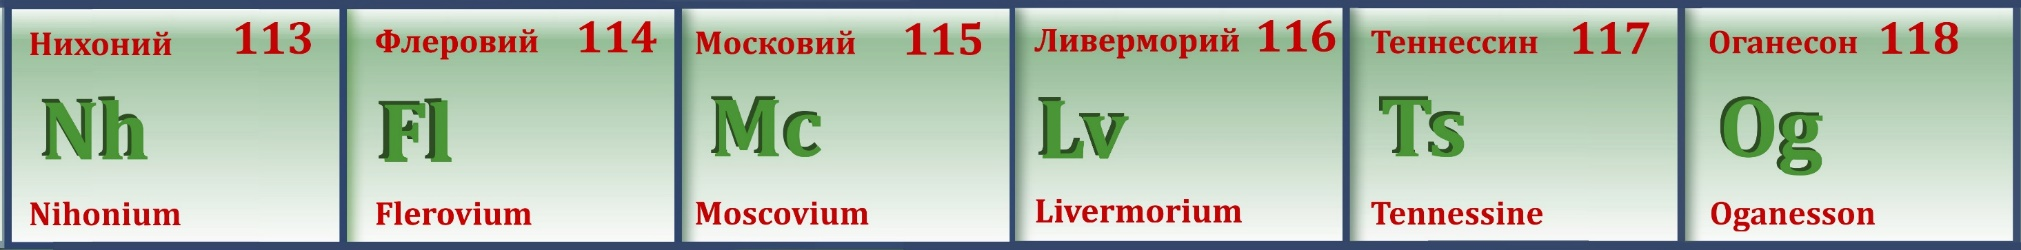 Нихоний 113
Nh
Nihonium
Флеровий 114
Fl
Flerovium
Московий 115
Mc
Moscovium
Ливерморий 116
Lv
Livermorium
Теннессин 117
Ts
Tennessine
Оганесон 118
Og
Oganesson